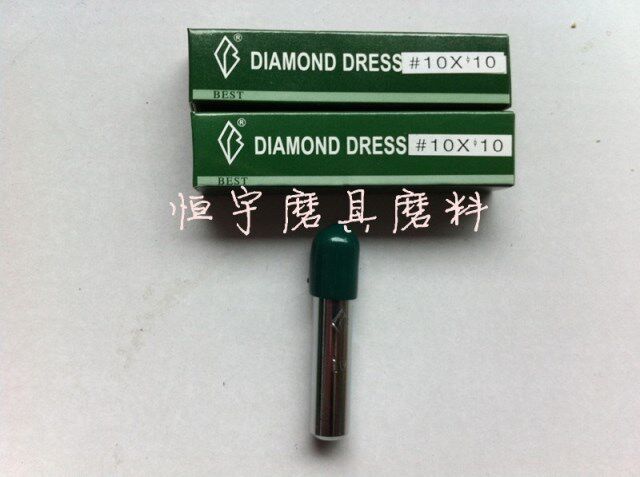 ® DIAMOND DRESS #10X⌀10
BEST
® DIAMOND DRESS #10X⌀10
BEST
恒宇磨具磨料